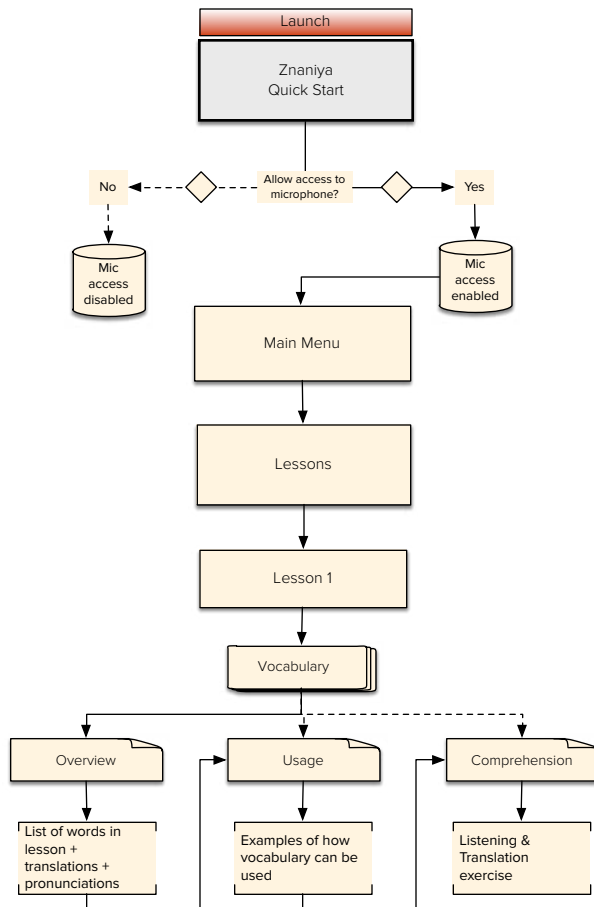 Launch
Znaniya
Quick Start
No
Allow access to
microphone?
Yes
Mic
access
disabled
Mic
access
enabled
Main Menu
Lessons
Lesson 1
Vocabulary
Overview
Usage
Comprehension
List of words in
lesson +
translations +
pronunciations
Examples of how
vocabulary can be
used
Listening &
Translation
exercise